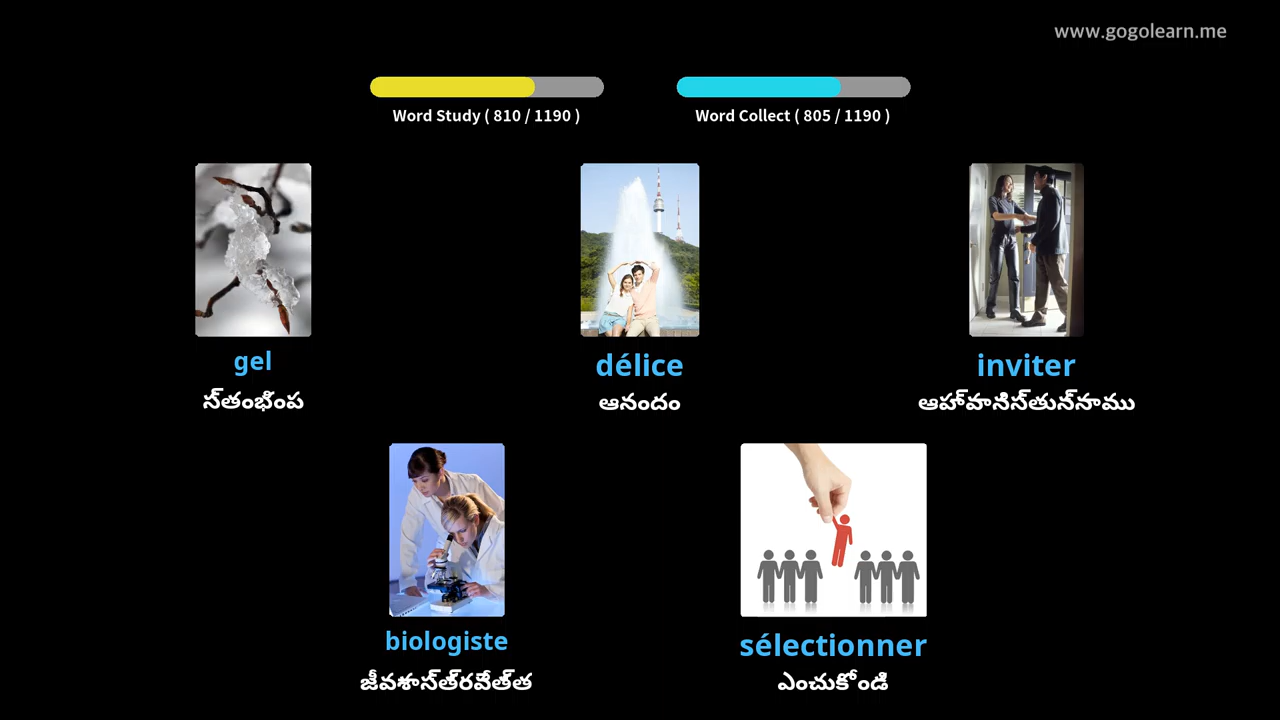 www.gogolearn.me
Word Study ( 810 / 1190 )
Word Collect ( 805 / 1190 )
gel
délice
inviter
స్తంభింప
ఆనందం
ఆహ్వానిస్తున్నాము
biologiste
sélectionner
జీవశాస్త్రవేత్త
ఎంచుకోండి